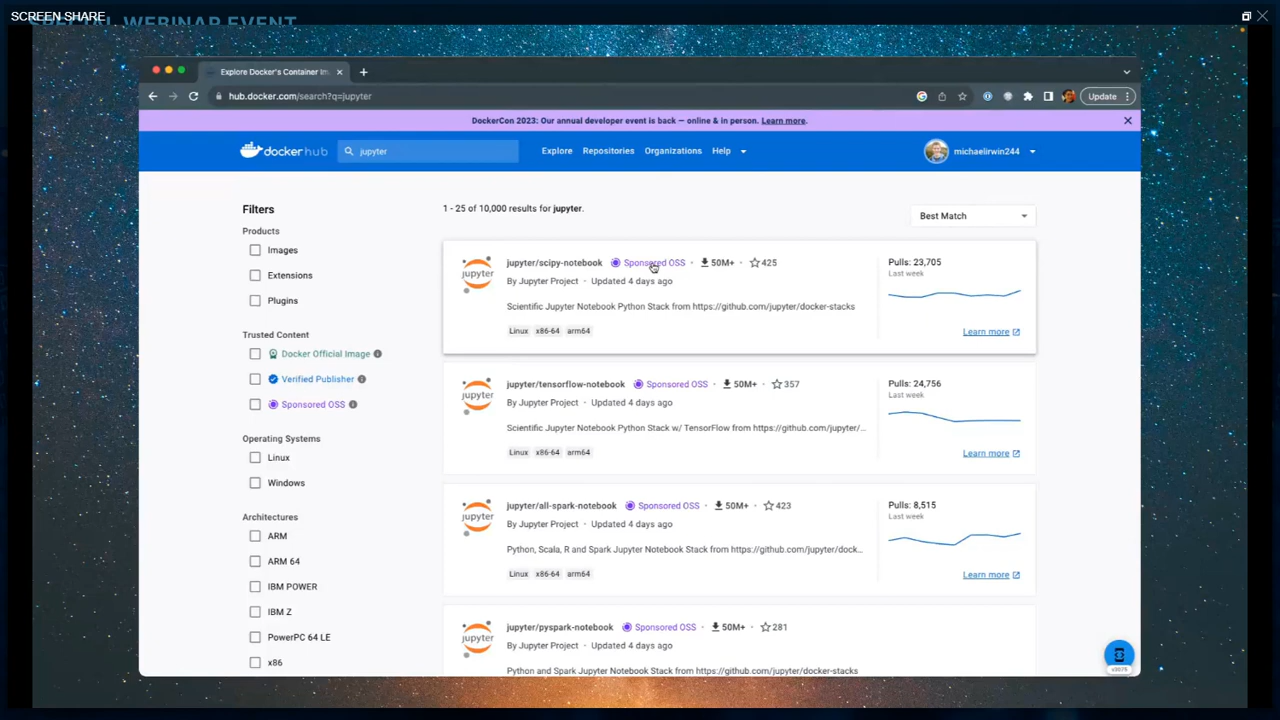 SPECIAL WEBINAR EVENT
SCREEN SHARE
Explore Docker's Container Im
hub.docker.com/search?q=jupyter
Update
DockerCon 2023: Our annual developer event is back — online & in person. Learn more.
dockerhub
jupyter
Explore
Repositories
Organizations
Help
michaelirwin244
Filters
Products
Images
Extensions
Plugins
Trusted Content
Docker Official Image
Verified Publisher
Sponsored OSS
Operating Systems
Linux
Windows
Architectures
ARM
ARM 64
IBM POWER
IBM Z
PowerPC 64 LE
x86
1 - 25 of 10,000 results for jupyter.
Best Match
jupyter
jupyter/scipy-notebook Sponsored OSS · 50M+ · 425
By Jupyter Project • Updated 4 days ago
Scientific Jupyter Notebook Python Stack from https://github.com/jupyter/docker-stacks
Linux x86-64 arm64
Pulls: 23,705
Last week
Learn more
jupyter
jupyter/tensorflow-notebook Sponsored OSS · 50M+ · 357
By Jupyter Project • Updated 4 days ago
Scientific Jupyter Notebook Python Stack w/ TensorFlow from https://github.com/jupyter/...
Linux x86-64 arm64
Pulls: 24,756
Last week
Learn more
jupyter
jupyter/all-spark-notebook Sponsored OSS · 50M+ · 423
By Jupyter Project • Updated 4 days ago
Python, Scala, R and Spark Jupyter Notebook Stack from https://github.com/jupyter/dock...
Linux x86-64 arm64
Pulls: 8,515
Last week
Learn more
jupyter
jupyter/pyspark-notebook Sponsored OSS · 50M+ · 281
By Jupyter Project • Updated 4 days ago
Python and Spark Jupyter Notebook Stack from https://github.com/jupyter/docker-stacks